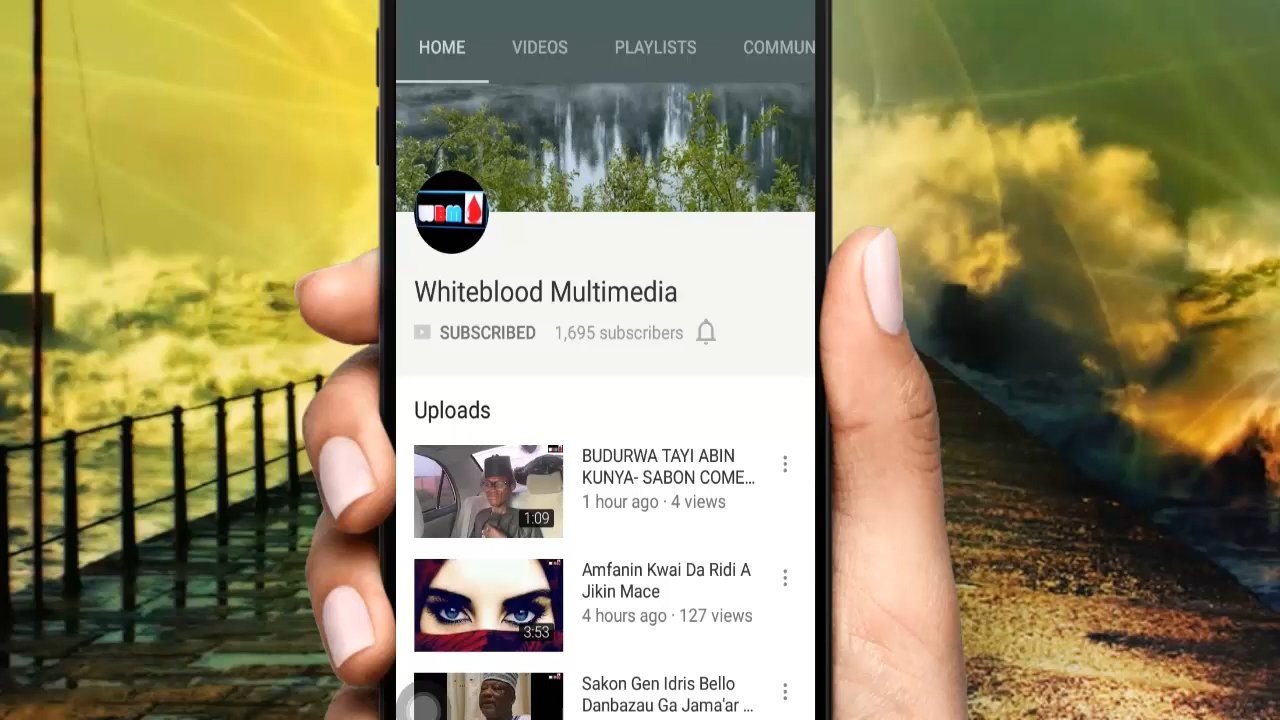 HOME VIDEOS PLAYLISTS COMMUN
WBM
Whiteblood Multimedia
SUBSCRIBED 1,695 subscribers
Uploads
BUDURWA TAYI ABIN
KUNYA- SABON COME...
1 hour ago · 4 views
1:09
Amfanin Kwai Da Ridi A
Jikin Mace
4 hours ago · 127 views
3:53
Sakon Gen Idris Bello
Danbazau Ga Jama'ar ...